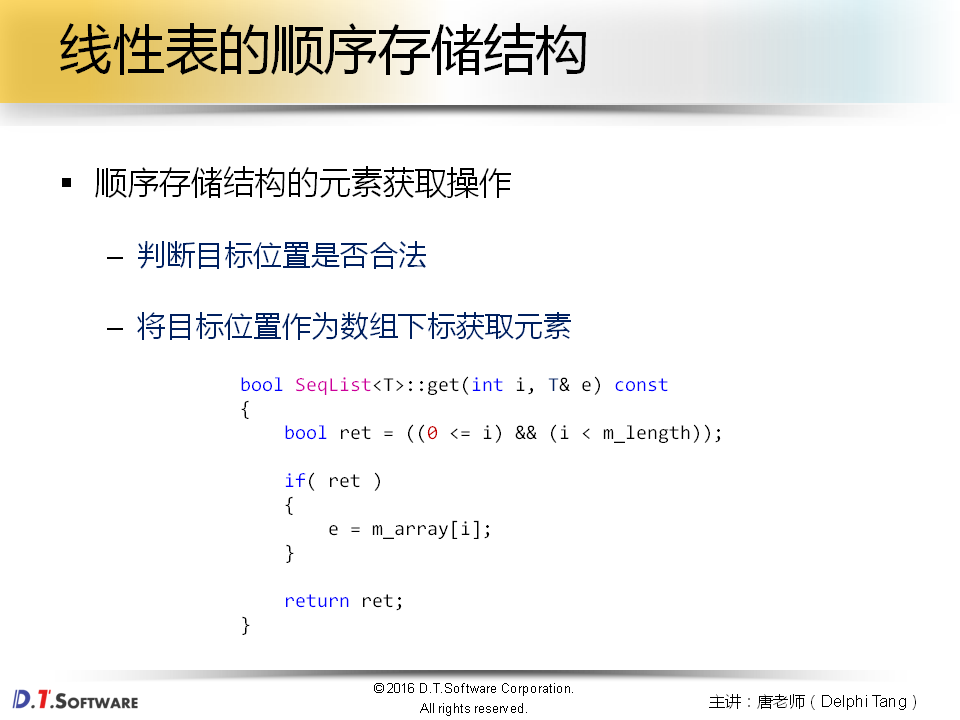 线性表的顺序存储结构
▪ 顺序存储结构的元素获取操作
– 判断目标位置是否合法
– 将目标位置作为数组下标获取元素
bool SeqList<T>::get(int i, T& e) const
{
    bool ret = ((0 <= i) && (i < m_length));
    if( ret )
    {
        e = m_array[i];
    }
    return ret;
}
D.T.SOFTWARE
©2016 D.T.Software Corporation.
All rights reserved.
主讲：唐老师（Delphi Tang）